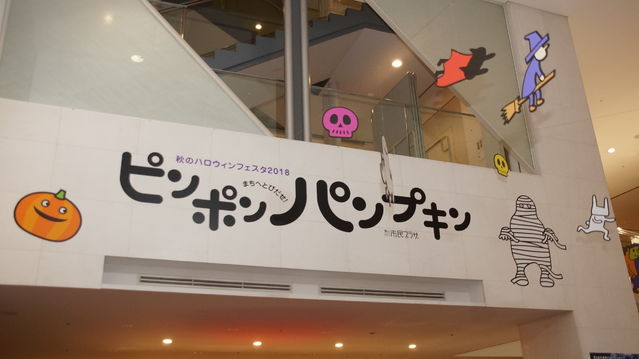 秋のハロウィンフェスタ2018
まちへとびだせ!
ピンポンパンプキン
市民プラザ